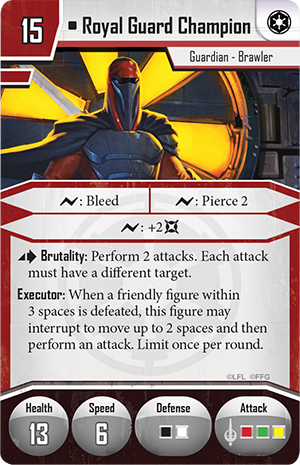 15
Royal Guard Champion
Guardian - Brawler
: Bleed
: Pierce 2
: +2
Brutality: Perform 2 attacks. Each attack
must have a different target.
Executor: When a friendly figure within
3 spaces is defeated, this figure may
interrupt to move up to 2 spaces and then
perform an attack. Limit once per round.
©LFL ©FFG
Health Speed Defense Attack
13 6